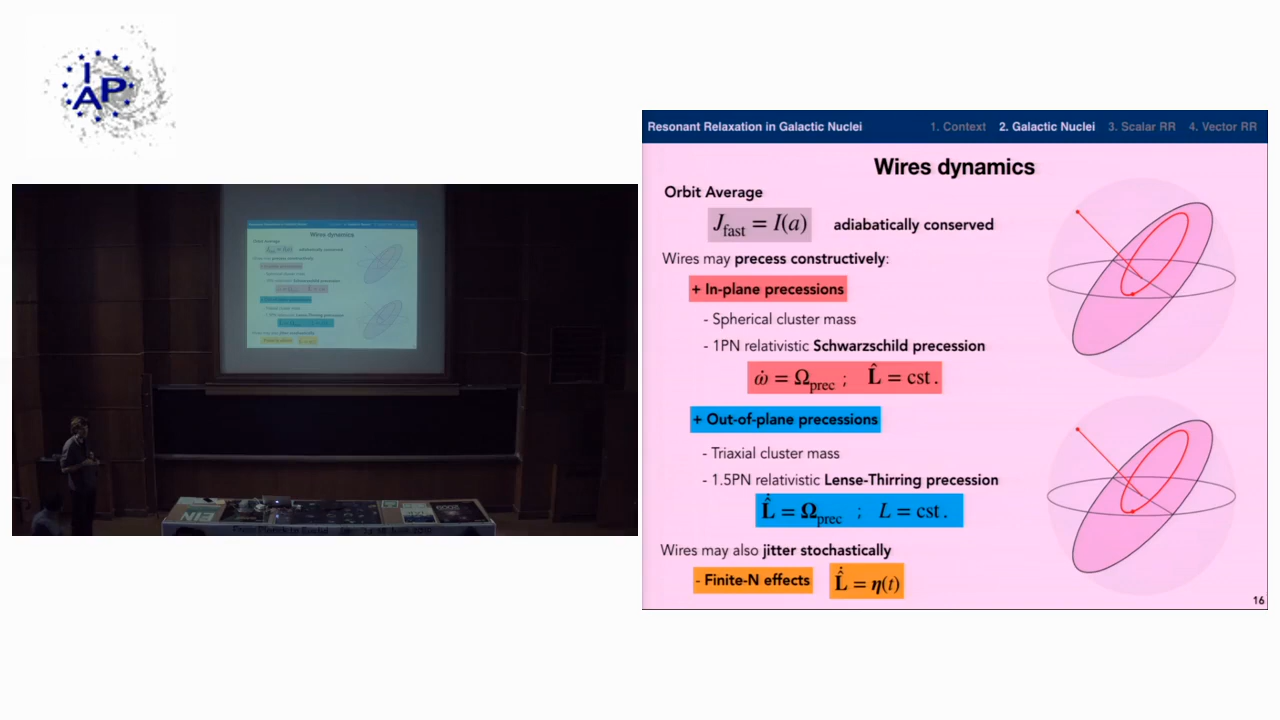 IAP
Resonant Relaxation in Galactic Nuclei 1. Context 2. Galactic Nuclei 3. Scalar RR 4. Vector RR
Wires dynamics
Orbit Average
J_fast = I(a) adiabatically conserved
Wires may precess constructively:
+ In-plane precessions
- Spherical cluster mass
- 1PN relativistic Schwarzschild precession
ω̇ = Ω_prec ; L̂ = cst.
+ Out-of-plane precessions
- Triaxial cluster mass
- 1.5PN relativistic Lense-Thirring precession
L̂̇ = Ω_prec ; L = cst.
Wires may also jitter stochastically
- Finite-N effects L̂̇ = η(t)
16